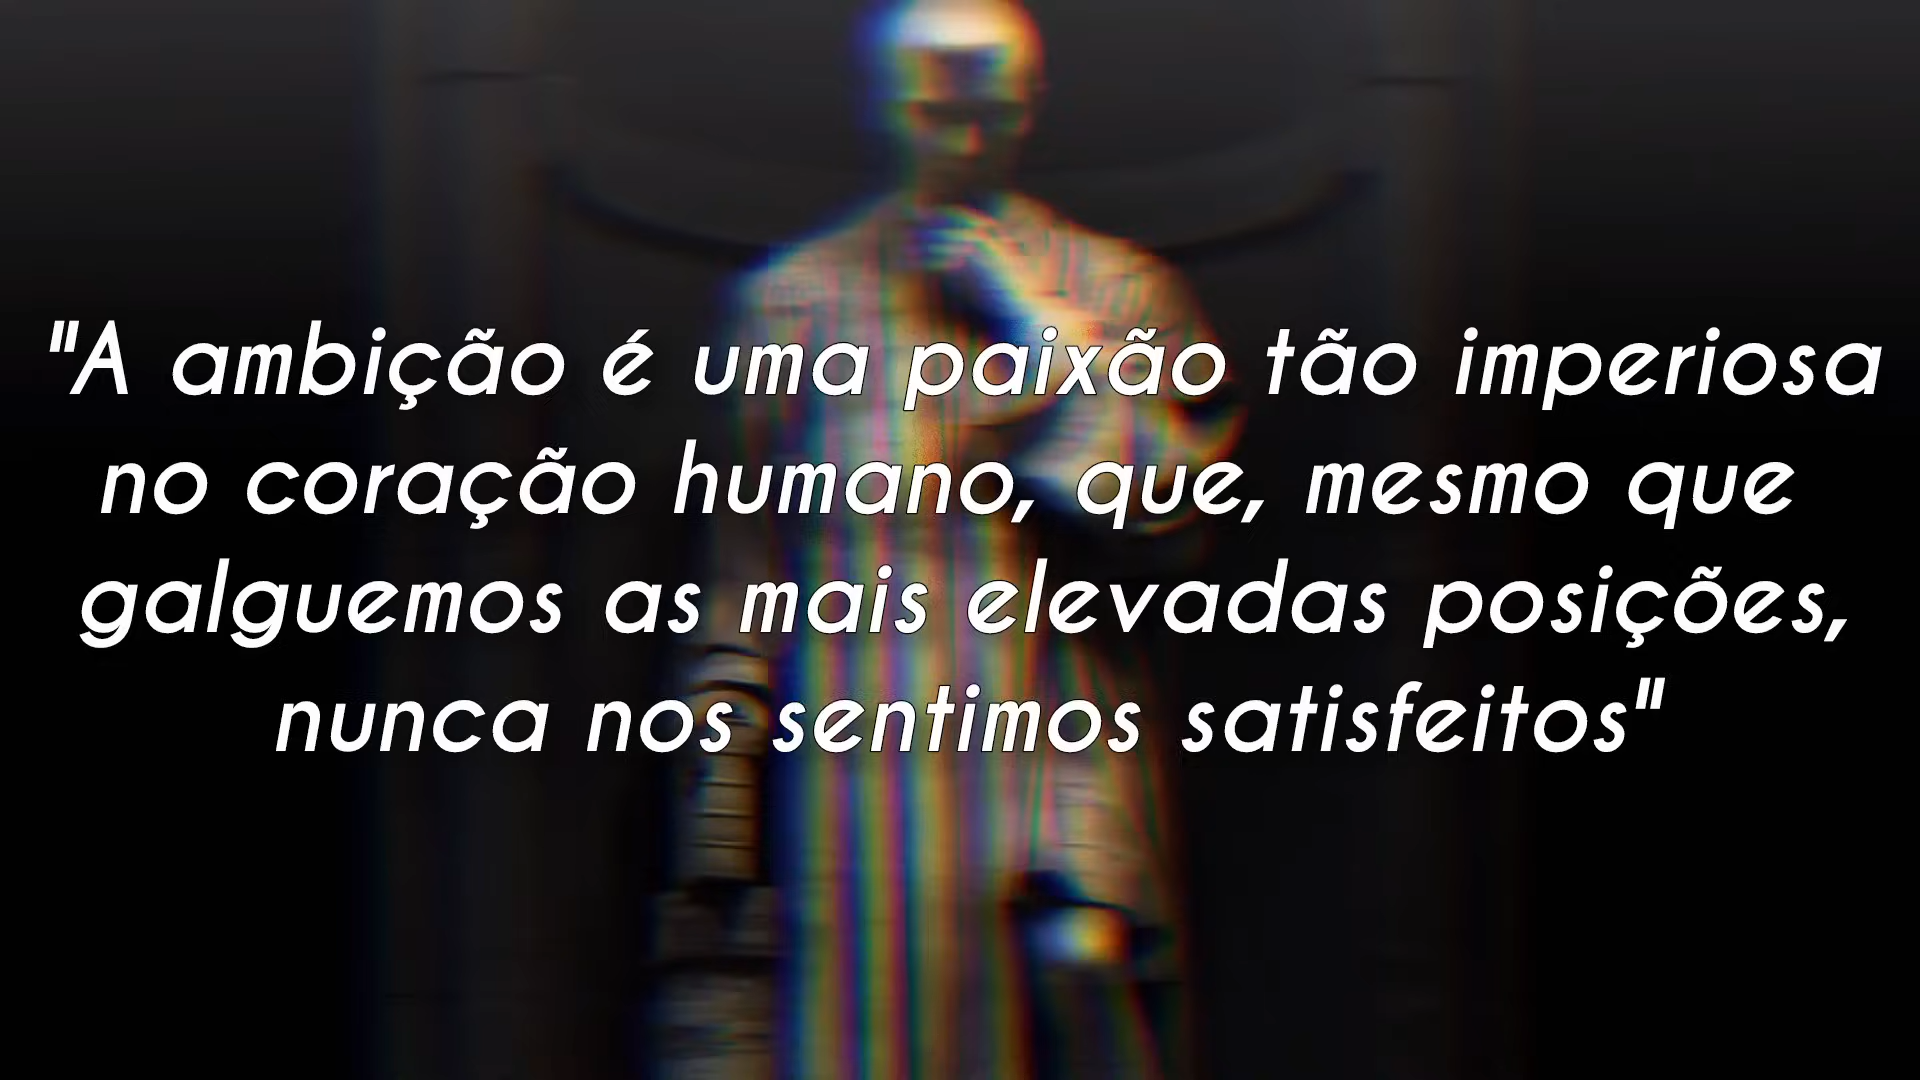 "A ambição é uma paixão tão imperiosa
no coração humano, que, mesmo que
galguemos as mais elevadas posições,
nunca nos sentimos satisfeitos"